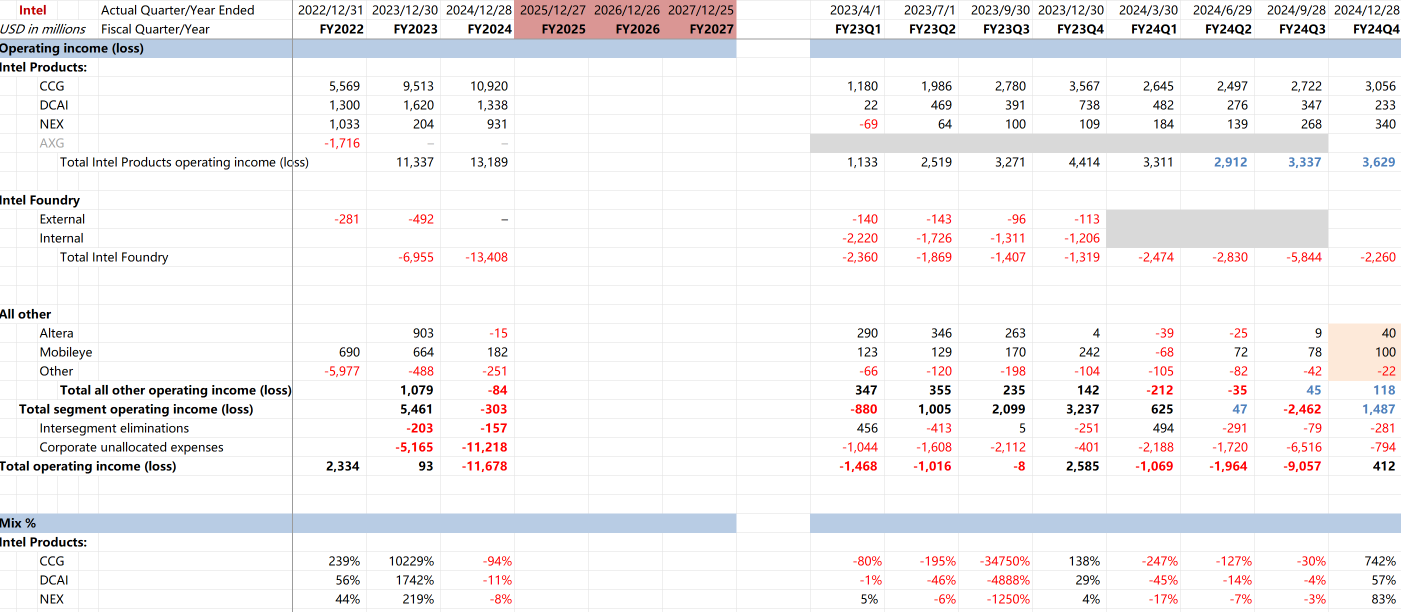 Intel Actual Quarter/Year Ended 2022/12/31 2023/12/30 2024/12/28 2025/12/27 2026/12/26 2027/12/25 2023/4/1 2023/7/1 2023/9/30 2023/12/30 2024/3/30 2024/6/29 2024/9/28 2024/12/28
USD in millions Fiscal Quarter/Year FY2022 FY2023 FY2024 FY2025 FY2026 FY2027 FY23Q1 FY23Q2 FY23Q3 FY23Q4 FY24Q1 FY24Q2 FY24Q3 FY24Q4
Operating income (loss)
Intel Products:
CCG 5,569 9,513 10,920 1,180 1,986 2,780 3,567 2,645 2,497 2,722 3,056
DCAI 1,300 1,620 1,338 22 469 391 738 482 276 347 233
NEX 1,033 204 931 -69 64 100 109 184 139 268 340
AXG -1,716 – –
Total Intel Products operating income (loss) 11,337 13,189 1,133 2,519 3,271 4,414 3,311 2,912 3,337 3,629
Intel Foundry
External -281 -492 – -140 -143 -96 -113
Internal -2,220 -1,726 -1,311 -1,206
Total Intel Foundry -6,955 -13,408 -2,360 -1,869 -1,407 -1,319 -2,474 -2,830 -5,844 -2,260
All other
Altera 903 -15 290 346 263 4 -39 -25 9 40
Mobileye 690 664 182 123 129 170 242 -68 72 78 100
Other -5,977 -488 -251 -66 -120 -198 -104 -105 -82 -42 -22
Total all other operating income (loss) 1,079 -84 347 355 235 142 -212 -35 45 118
Total segment operating income (loss) 5,461 -303 -880 1,005 2,099 3,237 625 47 -2,462 1,487
Intersegment eliminations -203 -157 456 -413 5 -251 494 -291 -79 -281
Corporate unallocated expenses -5,165 -11,218 -1,044 -1,608 -2,112 -401 -2,188 -1,720 -6,516 -794
Total operating income (loss) 2,334 93 -11,678 -1,468 -1,016 -8 2,585 -1,069 -1,964 -9,057 412
Mix %
Intel Products:
CCG 239% 10229% -94% -80% -195% -34750% 138% -247% -127% -30% 742%
DCAI 56% 1742% -11% -1% -46% -4888% 29% -45% -14% -4% 57%
NEX 44% 219% -8% 5% -6% -1250% 4% -17% -7% -3% 83%